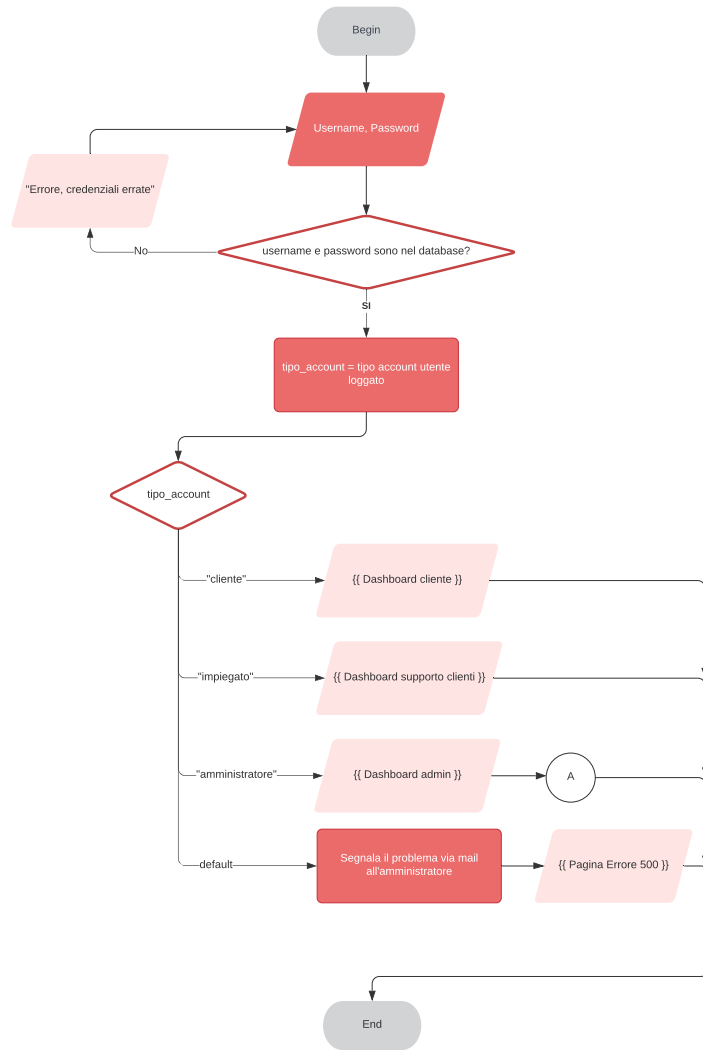 Begin
Username, Password
"Errore, credenziali errate"
username e password sono nel database?
No
SI
tipo_account = tipo account utente
loggato
tipo_account
"cliente"
{{ Dashboard cliente }}
"impiegato"
{{ Dashboard supporto clienti }}
"amministratore"
{{ Dashboard admin }}
A
default
Segnala il problema via mail
all'amministratore
{{ Pagina Errore 500 }}
End